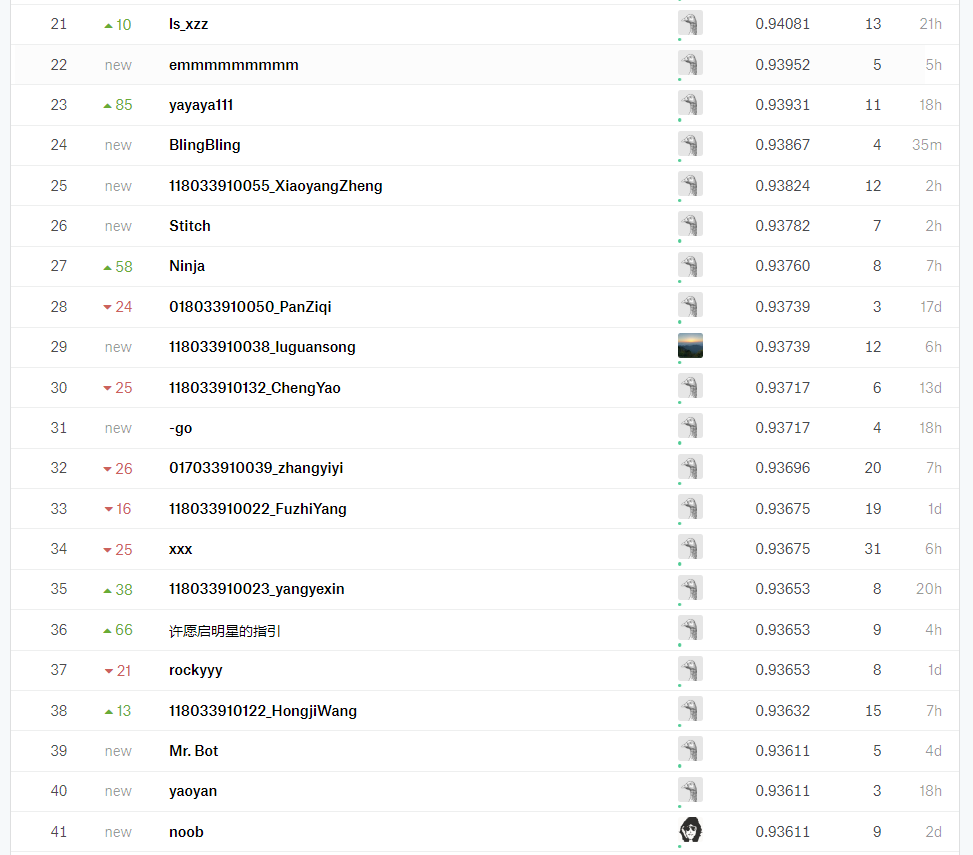 21 10 ls_xzz 0.94081 13 21h
22 new emmmmmmmmm 0.93952 5 5h
23 85 yayaya111 0.93931 11 18h
24 new BlingBling 0.93867 4 35m
25 new 118033910055_XiaoyangZheng 0.93824 12 2h
26 new Stitch 0.93782 7 2h
27 58 Ninja 0.93760 8 7h
28 24 018033910050_PanZiqi 0.93739 3 17d
29 new 118033910038_luguansong 0.93739 12 6h
30 25 118033910132_ChengYao 0.93717 6 13d
31 new -go 0.93717 4 18h
32 26 017033910039_zhangyiyi 0.93696 20 7h
33 16 118033910022_FuzhiYang 0.93675 19 1d
34 25 xxx 0.93675 31 6h
35 38 118033910023_yangyexin 0.93653 8 20h
36 66 许愿启明星的指引 0.93653 9 4h
37 21 rockyyy 0.93653 8 1d
38 13 118033910122_HongjiWang 0.93632 15 7h
39 new Mr. Bot 0.93611 5 4d
40 new yaoyan 0.93611 3 18h
41 new noob 0.93611 9 2d